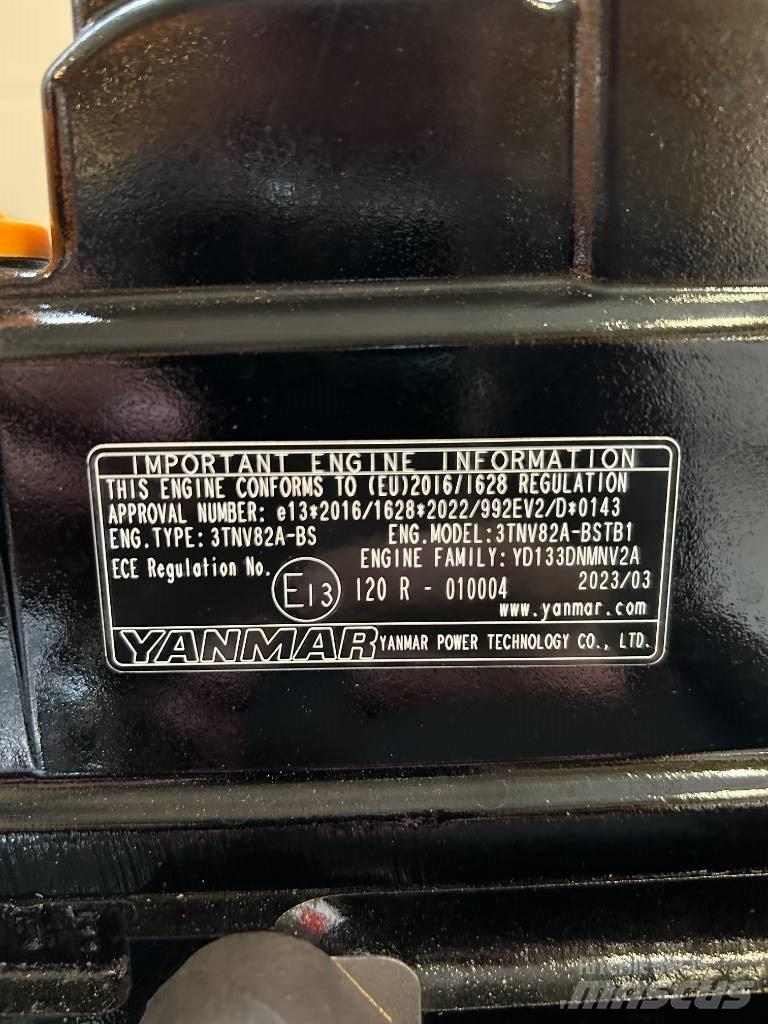 IMPORTANT ENGINE INFORMATION
THIS ENGINE CONFORMS TO (EU)2016/1628 REGULATION
APPROVAL NUMBER: e13*2016/1628*2022/992EV2/D*0143
ENG.TYPE: 3TNV82A-BS ENG.MODEL:3TNV82A-BSTB1
ENGINE FAMILY: YD133DNMNV2A
ECE Regulation No. E13 120 R - 010004 2023/03
www.yanmar.com
YANMAR YANMAR POWER TECHNOLOGY CO., LTD.
MASCUS